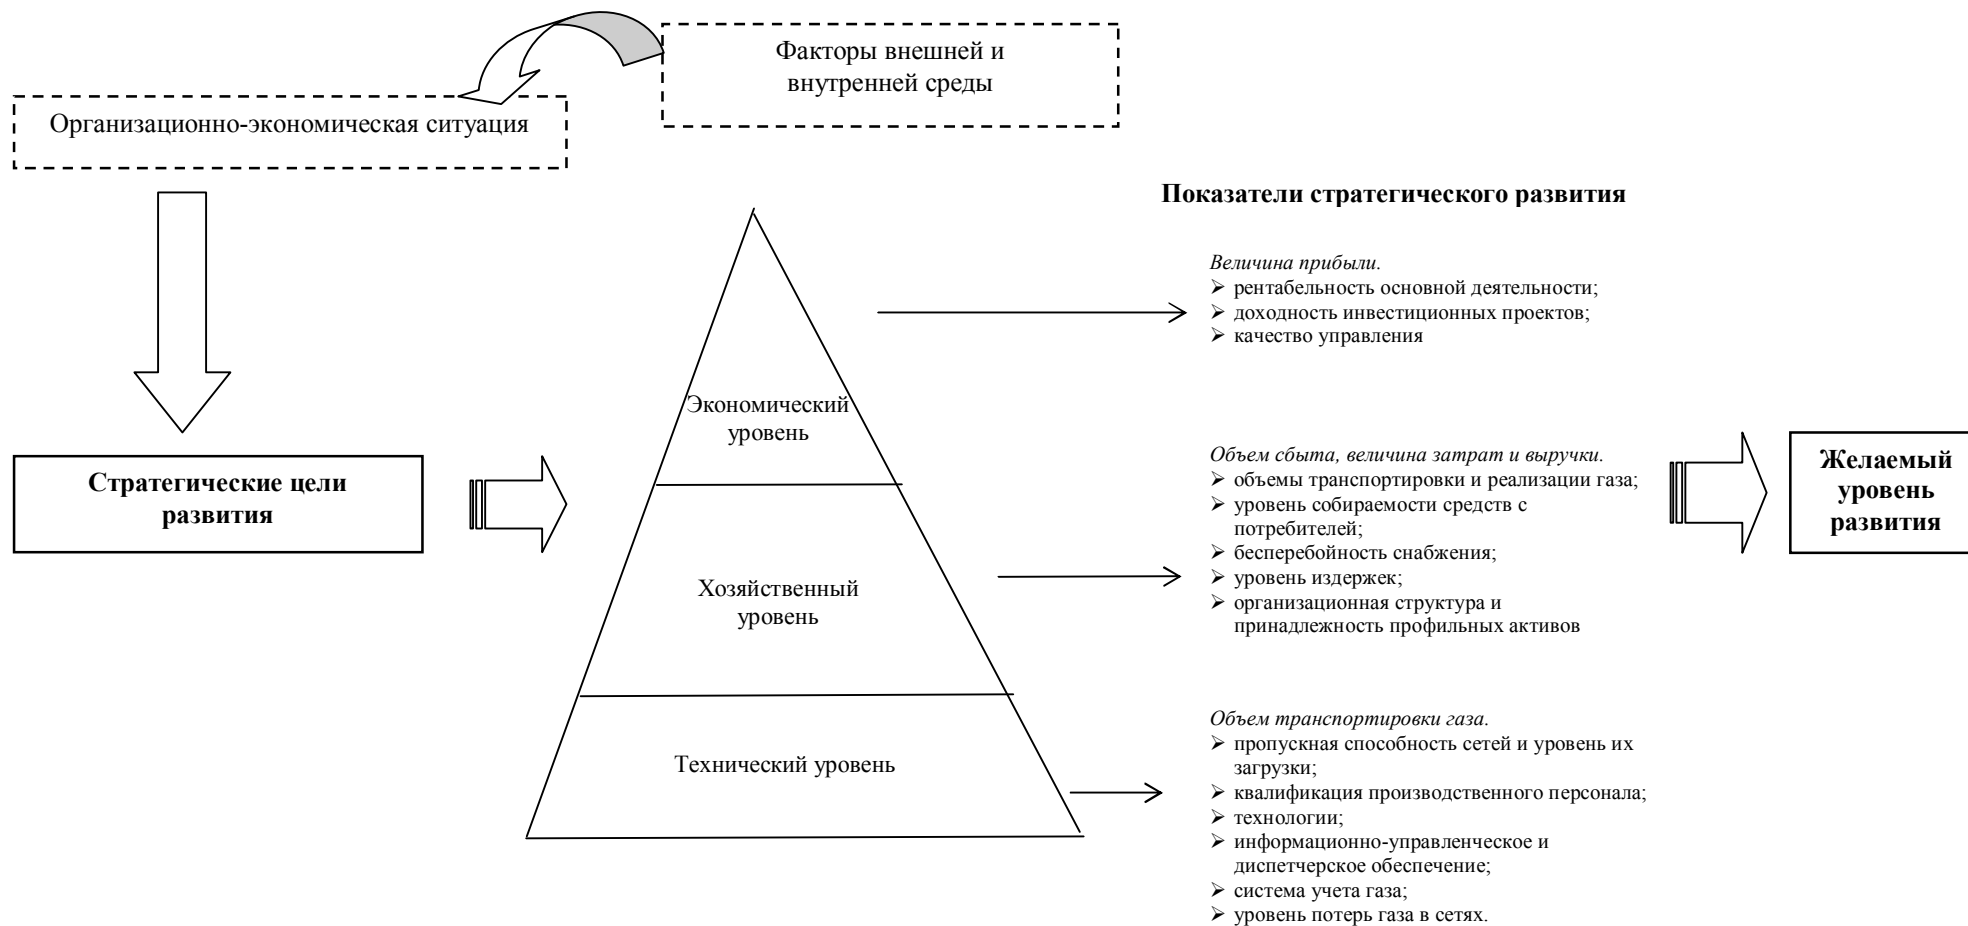 Факторы внешней и
внутренней среды
Организационно-экономическая ситуация
Показатели стратегического развития
Величина прибыли.
➢ рентабельность основной деятельности;
➢ доходность инвестиционных проектов;
➢ качество управления
Экономический
уровень
Стратегические цели
развития
Объем сбыта, величина затрат и выручки.
➢ объемы транспортировки и реализации газа;
➢ уровень собираемости средств с
потребителей;
➢ бесперебойность снабжения;
➢ уровень издержек;
➢ организационная структура и
принадлежность профильных активов
Желаемый
уровень
развития
Хозяйственный
уровень
Объем транспортировки газа.
➢ пропускная способность сетей и уровень их
загрузки;
➢ квалификация производственного персонала;
➢ технологии;
➢ информационно-управленческое и
диспетчерское обеспечение;
➢ система учета газа;
➢ уровень потерь газа в сетях.
Технический уровень